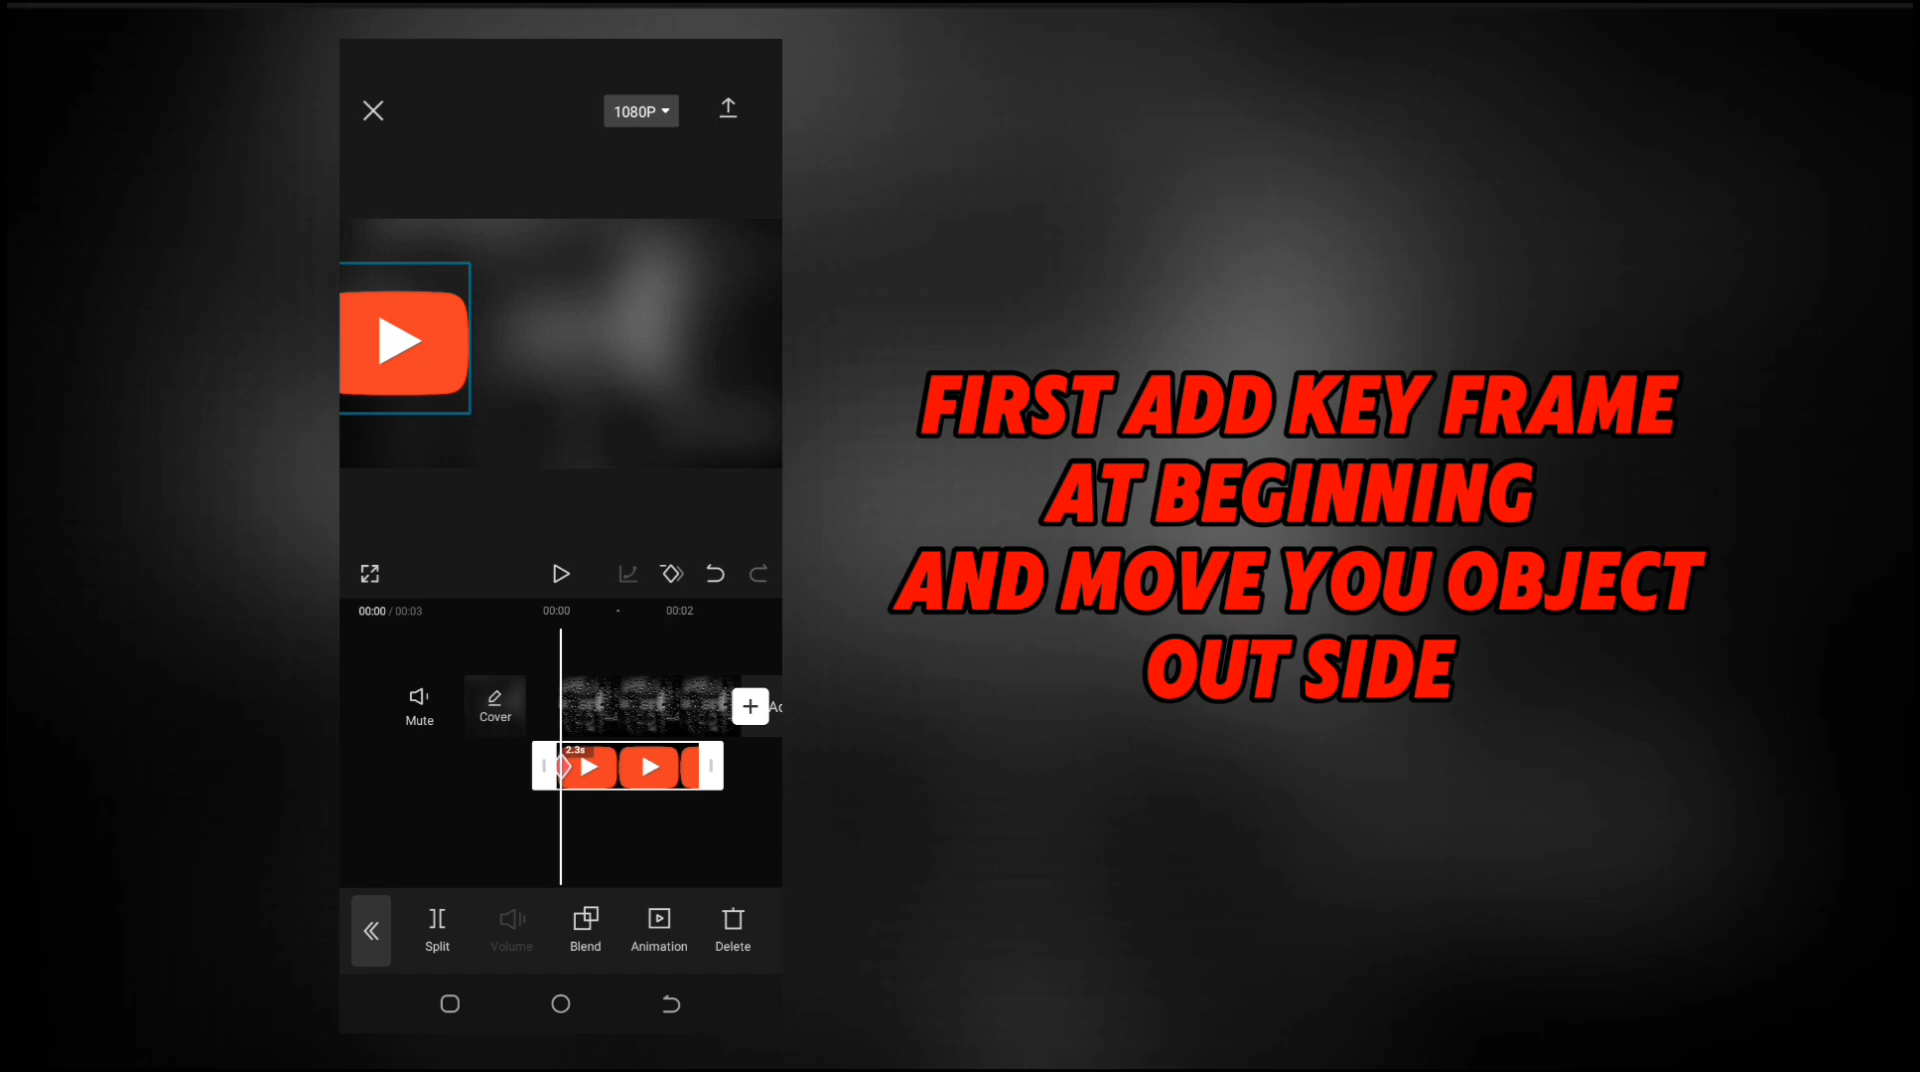 1080P
00:00 / 00:03
00:00
00:02
Mute
Cover
Ad
2.3s
Split
Volume
Blend
Animation
Delete
FIRST ADD KEY FRAME
AT BEGINNING
AND MOVE YOU OBJECT
OUT SIDE